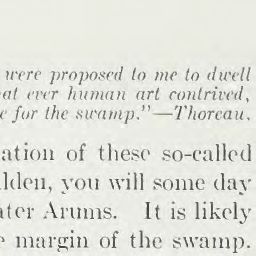 were proposed to me to dwell
at ever human art contrived,
e for the swamp."—Thoreau.
ation of these so-called
lden, you will some day
ater Arums. It is likely
margin of the swamp.